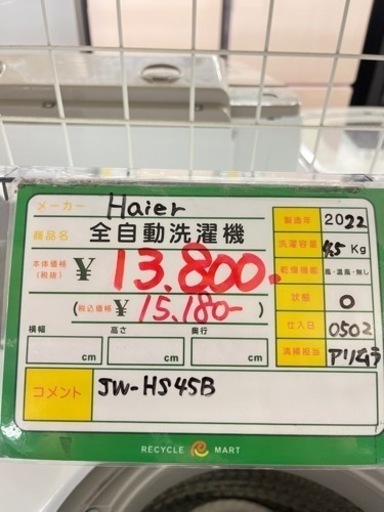 メーカー Haier
商品名 全自動洗濯機
本体価格(税抜) ¥ 13.800-
(税込価格 ¥ 15.180-)
横幅 高さ 奥行
cm cm cm
製造年 2022
洗濯容量 4.5 Kg
乾燥機能 風・温風・無し
状態 O
仕入日 0502
清掃担当 アリムラ
コメント JW-HS45B
RECYCLE MART